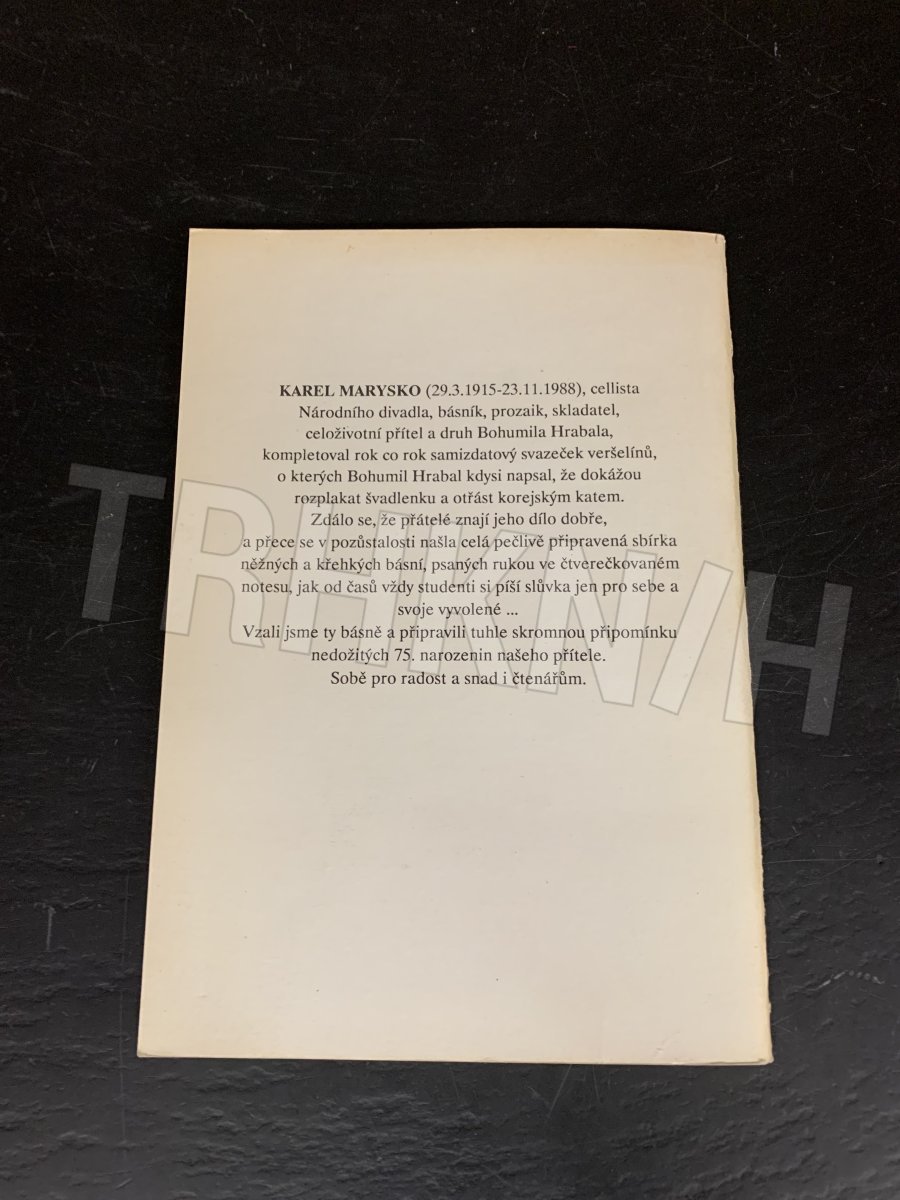 KAREL MARYSKO (29.3.1915-23.11.1988), cellista
Národního divadla, básník, prozaik, skladatel,
celoživotní přítel a druh Bohumila Hrabala,
kompletoval rok co rok samizdatový svazeček veršelínů,
o kterých Bohumil Hrabal kdysi napsal, že dokážou
rozplakat švadlenku a otřást korejským katem.
Zdálo se, že přátelé znají jeho dílo dobře,
a přece se v pozůstalosti našla celá pečlivě připravená sbírka
něžných a křehkých básní, psaných rukou ve čtverečkovaném
notesu, jak od časů vždy studenti si píší slůvka jen pro sebe a
svoje vyvolené ...
Vzali jsme ty básně a připravili tuhle skromnou připomínku
nedožitých 75. narozenin našeho přítele.
Sobě pro radost a snad i čtenářům.
TRHKNIH